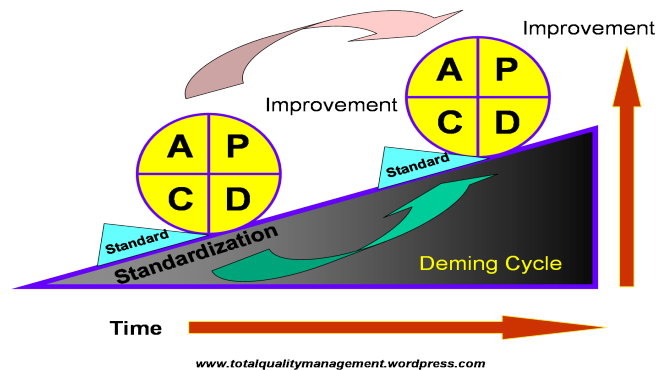 Improvement
A P
C D
Improvement
A P
C D
Standard
Standard
Standardization
Deming Cycle
Time
www.totalqualitymanagement.wordpress.com